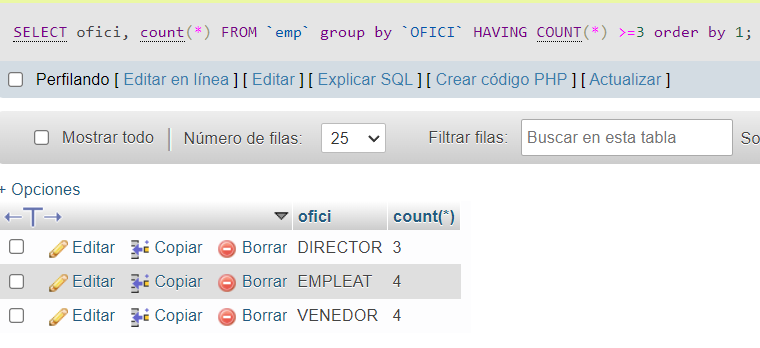 SELECT ofici, count(*) FROM `emp` group by `OFICI` HAVING COUNT(*) >=3 order by 1;
Perfilando [ Editar en línea ] [ Editar ] [ Explicar SQL ] [ Crear código PHP ] [ Actualizar ]
Mostrar todo Número de filas: 25 Filtrar filas: Buscar en esta tabla So
+ Opciones
←T→ ofici count(*)
Editar Copiar Borrar DIRECTOR 3
Editar Copiar Borrar EMPLEAT 4
Editar Copiar Borrar VENEDOR 4